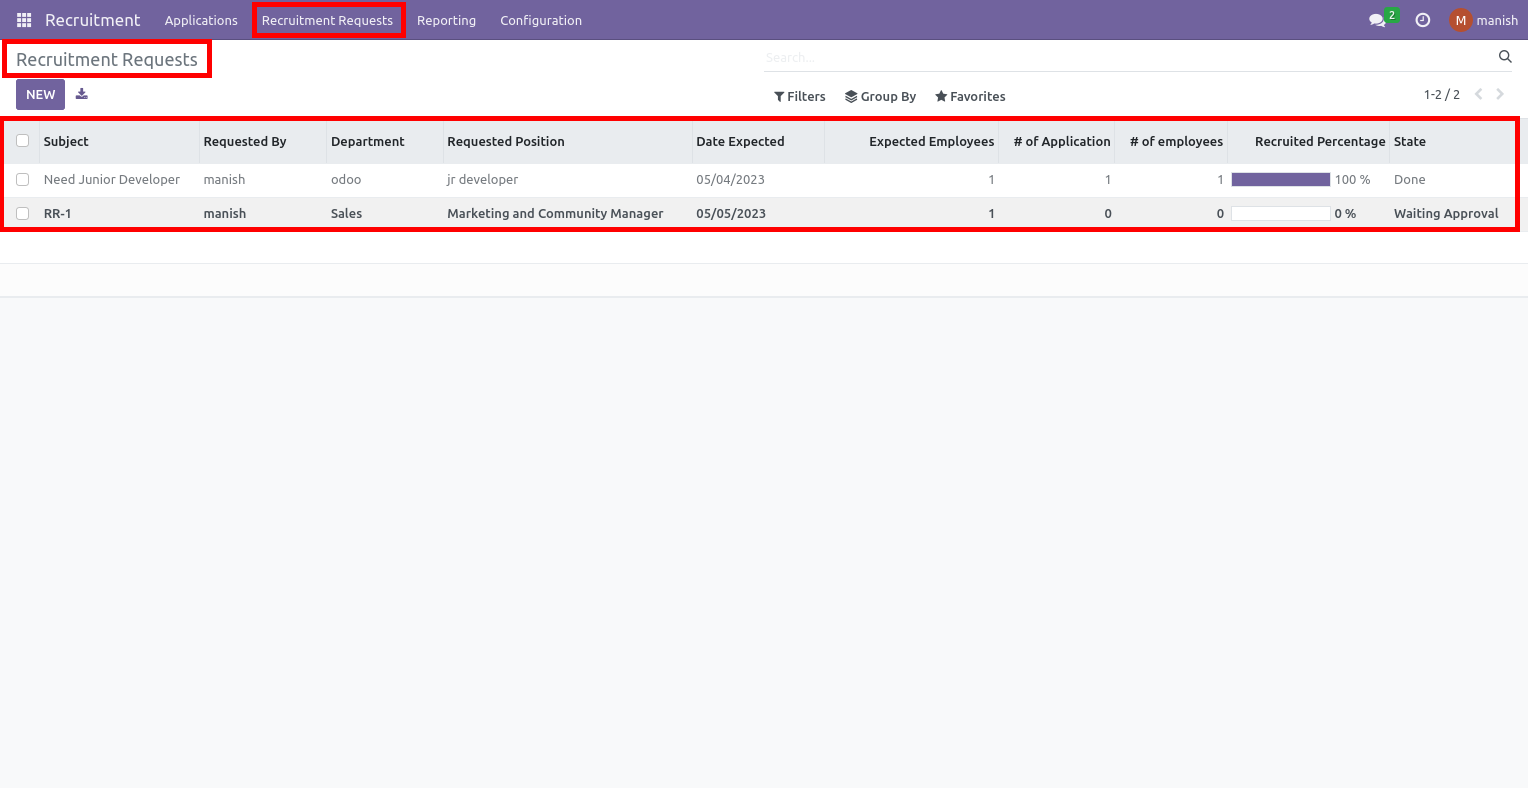 Recruitment Applications Recruitment Requests Reporting Configuration 2 M manish
Recruitment Requests Search...
NEW Filters Group By Favorites 1-2 / 2
Subject Requested By Department Requested Position Date Expected Expected Employees # of Application # of employees Recruited Percentage State
Need Junior Developer manish odoo jr developer 05/04/2023 1 1 1 100 % Done
RR-1 manish Sales Marketing and Community Manager 05/05/2023 1 0 0 0 % Waiting Approval